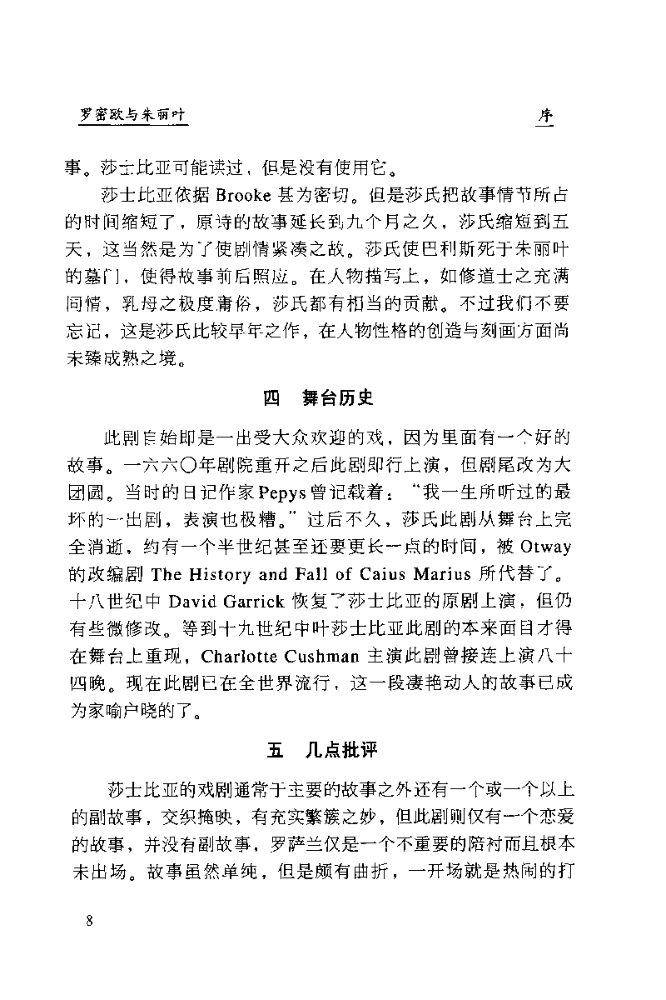 罗密欧与朱丽叶
序
事。莎士比亚可能读过，但是没有使用它。
莎士比亚依据 Brooke 甚为密切。但是莎氏把故事情节所占
的时间缩短了，原诗的故事延长到九个月之久，莎氏缩短到五
天，这当然是为了使剧情紧凑之故。莎氏使巴利斯死于朱丽叶
的墓门，使得故事前后照应。在人物描写上，如修道士之充满
同情，乳母之极度庸俗，莎氏都有相当的贡献。不过我们不要
忘记，这是莎氏比较早年之作，在人物性格的创造与刻画方面尚
未臻成熟之境。
四 舞台历史
此剧自始即是一出受大众欢迎的戏，因为里面有一个好的
故事。一六六〇年剧院重开之后此剧即行上演，但剧尾改为大
团圆。当时的日记作家 Pepys 曾记载着：“我一生所听过的最
坏的一出剧，表演也极糟。”过后不久，莎氏此剧从舞台上完
全消逝，约有一个半世纪甚至还要更长一点的时间，被 Otway
的改编剧 The History and Fall of Caius Marius 所代替了。
十八世纪中 David Garrick 恢复了莎士比亚的原剧上演，但仍
有些微修改。等到十九世纪中叶莎士比亚此剧的本来面目才得
在舞台上重现，Charlotte Cushman 主演此剧曾接连上演八十
四晚。现在此剧已在全世界流行，这一段凄艳动人的故事已成
为家喻户晓的了。
五 几点批评
莎士比亚的戏剧通常于主要的故事之外还有一个或一个以上
的副故事，交织掩映，有充实繁簇之妙，但此剧则仅有一个恋爱
的故事，并没有副故事，罗萨兰仅是一个不重要的陪衬而且根本
未出场。故事虽然单纯，但是颇有曲折，一开场就是热闹的打
8